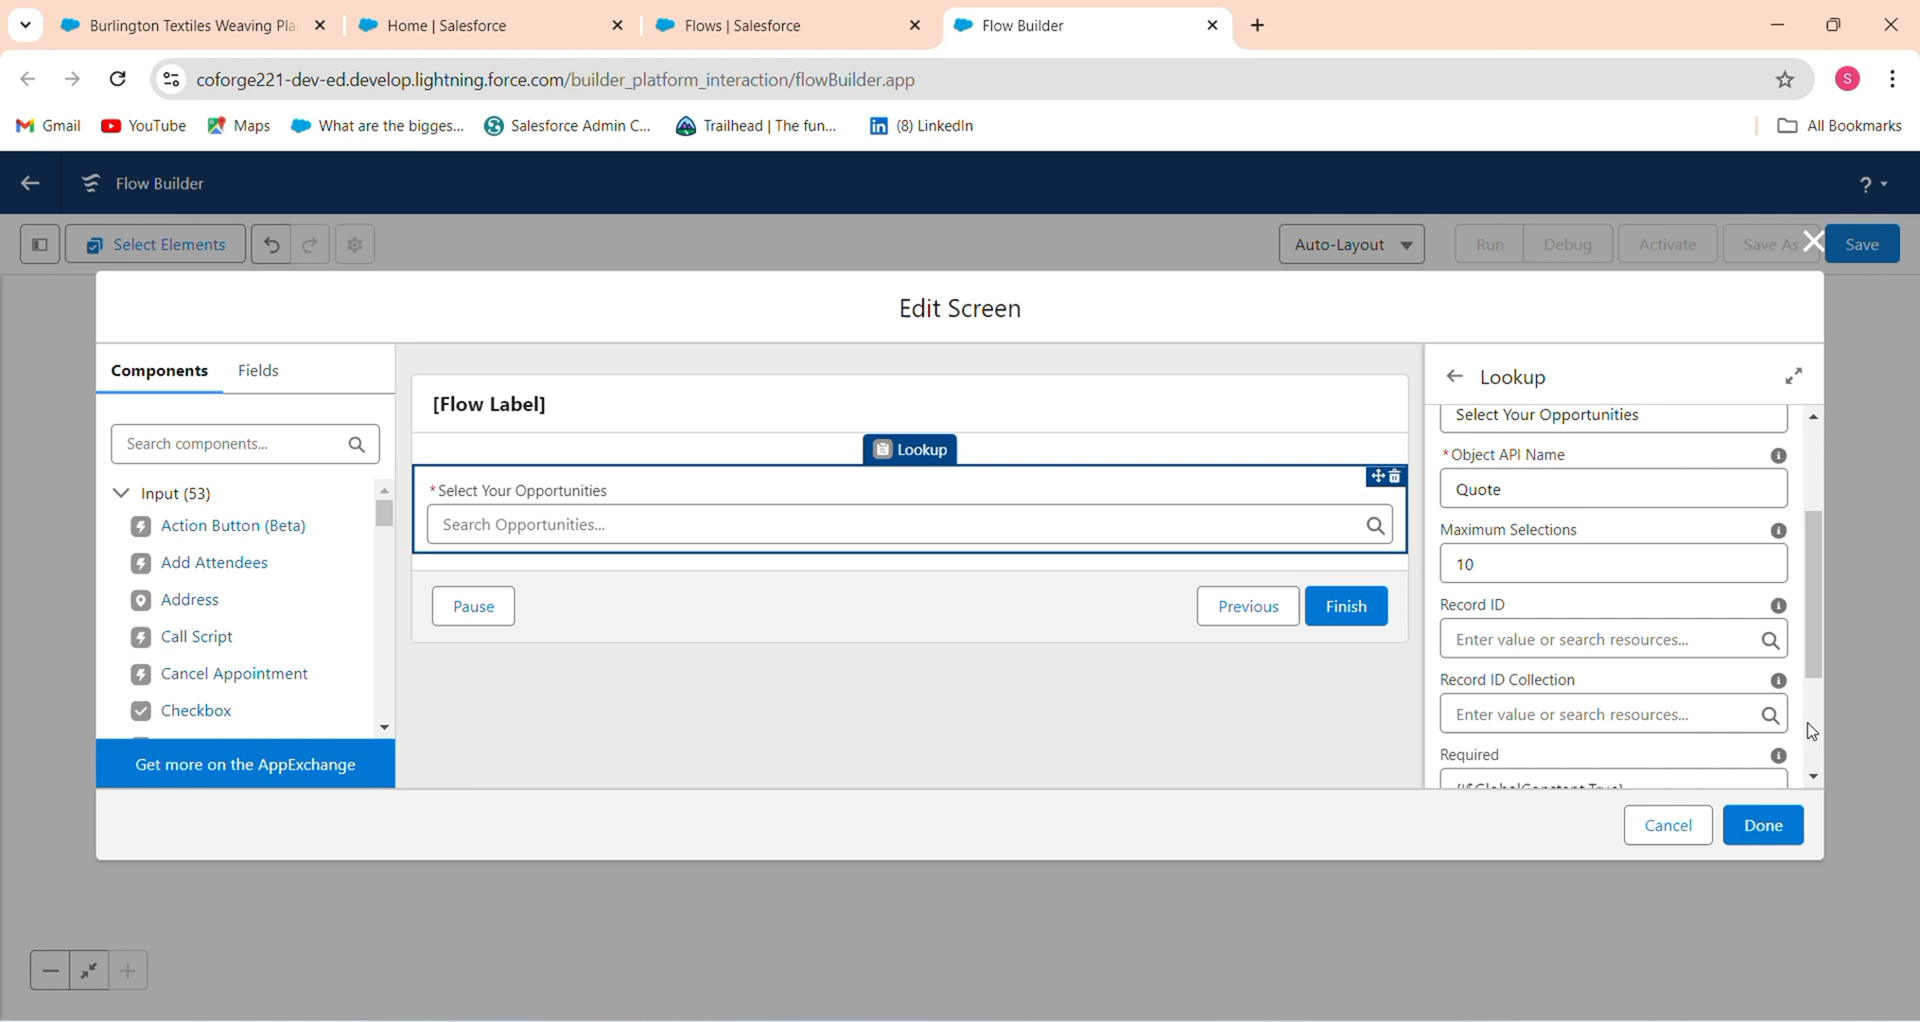 Burlington Textiles Weaving Pla
Home | Salesforce
Flows | Salesforce
Flow Builder
coforge221-dev-ed.develop.lightning.force.com/builder_platform_interaction/flowBuilder.app
S
Gmail
YouTube
Maps
What are the bigges...
Salesforce Admin C...
Trailhead | The fun...
(8) LinkedIn
All Bookmarks
Flow Builder
?
Select Elements
Auto-Layout
Run
Debug
Activate
Save As
Save
Edit Screen
Components
Fields
Search components...
Input (53)
Action Button (Beta)
Add Attendees
Address
Call Script
Cancel Appointment
Checkbox
Get more on the AppExchange
[Flow Label]
Lookup
*Select Your Opportunities
Search Opportunities...
Pause
Previous
Finish
Lookup
Select Your Opportunities
*Object API Name
Quote
Maximum Selections
10
Record ID
Enter value or search resources...
Record ID Collection
Enter value or search resources...
Required
Cancel
Done